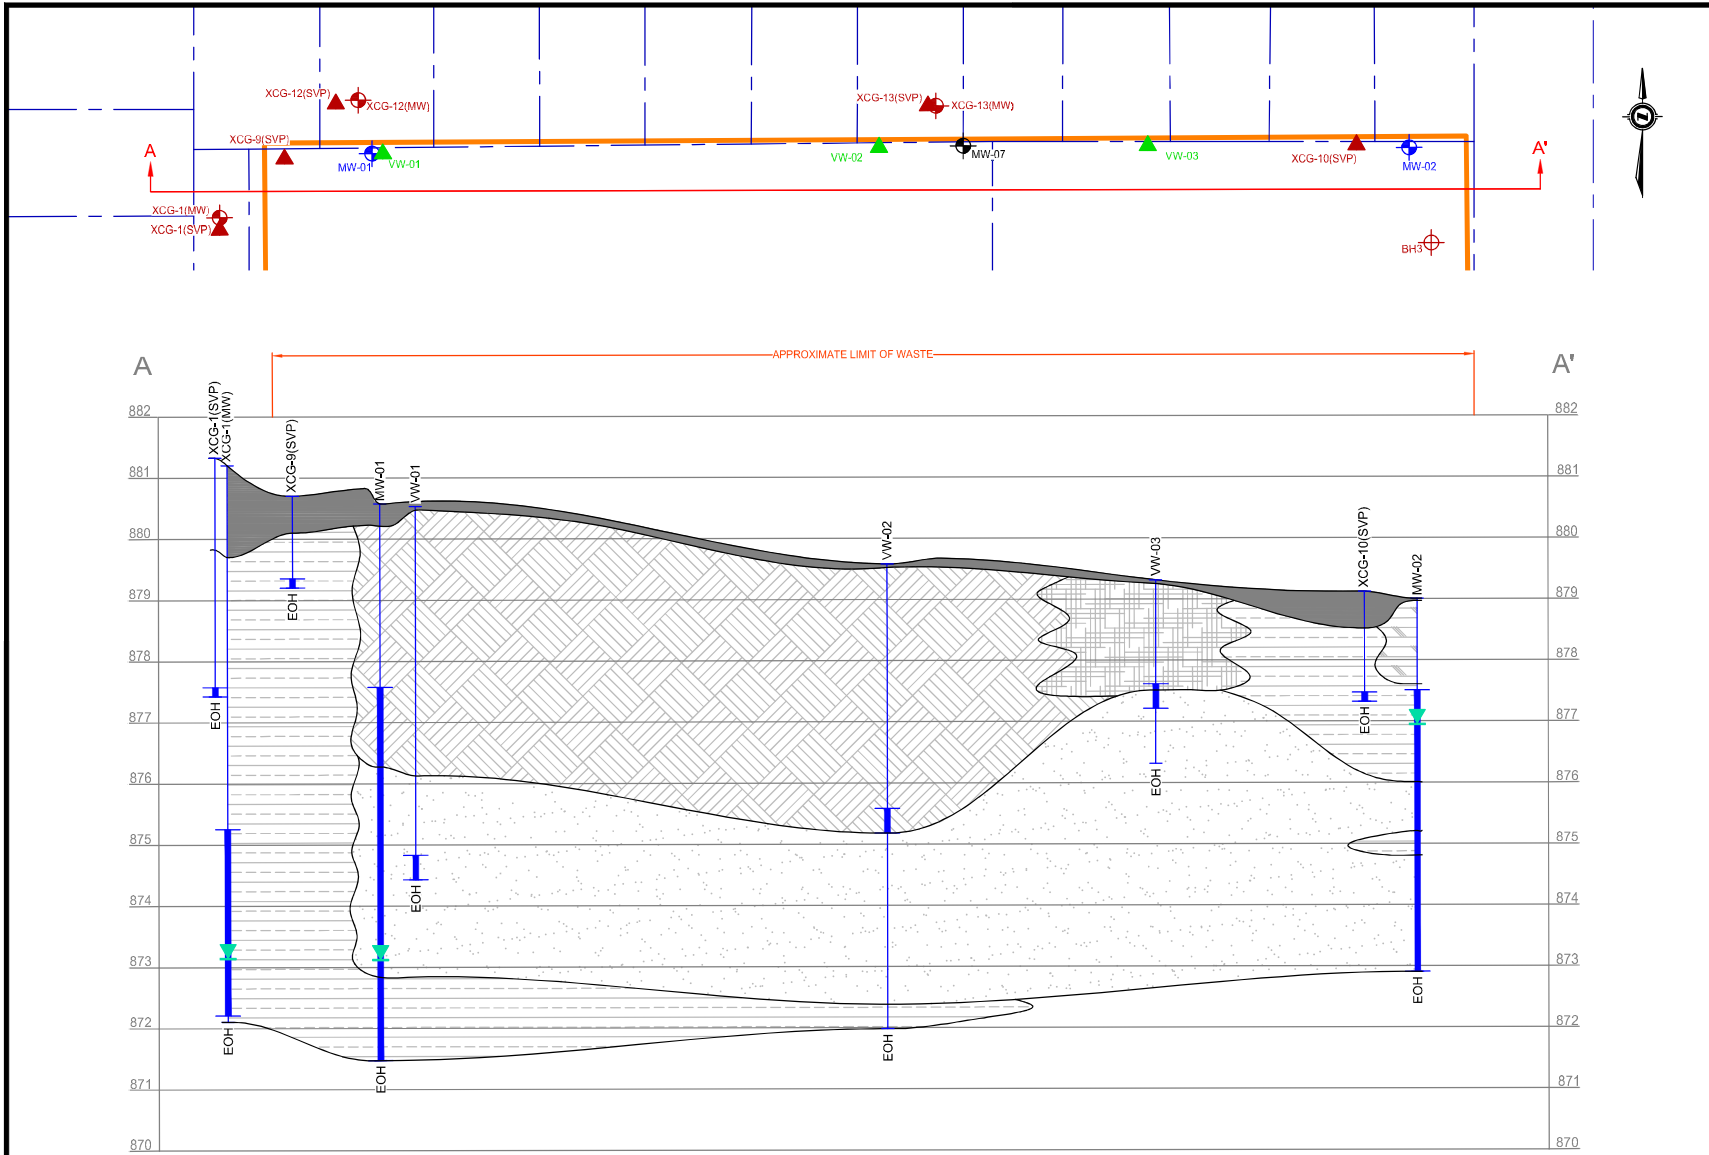 XCG-12(SVP)
XCG-12(MW)
XCG-13(SVP)
XCG-13(MW)
XCG-9(SVP)
A
MW-01
VW-01
VW-02
MW-07
VW-03
XCG-10(SVP)
MW-02
A'
XCG-1(MW)
XCG-1(SVP)
BH3
Z
APPROXIMATE LIMIT OF WASTE
A
A'
XCG-1(SVP)
XCG-1(MW)
XCG-9(SVP)
MW-01
VW-01
VW-02
VW-03
XCG-10(SVP)
MW-02
882
882
881
881
880
880
879
879
EOH
878
878
877
877
EOH
EOH
876
876
EOH
875
875
874
874
EOH
873
873
EOH
872
872
EOH
EOH
871
871
EOH
870
870